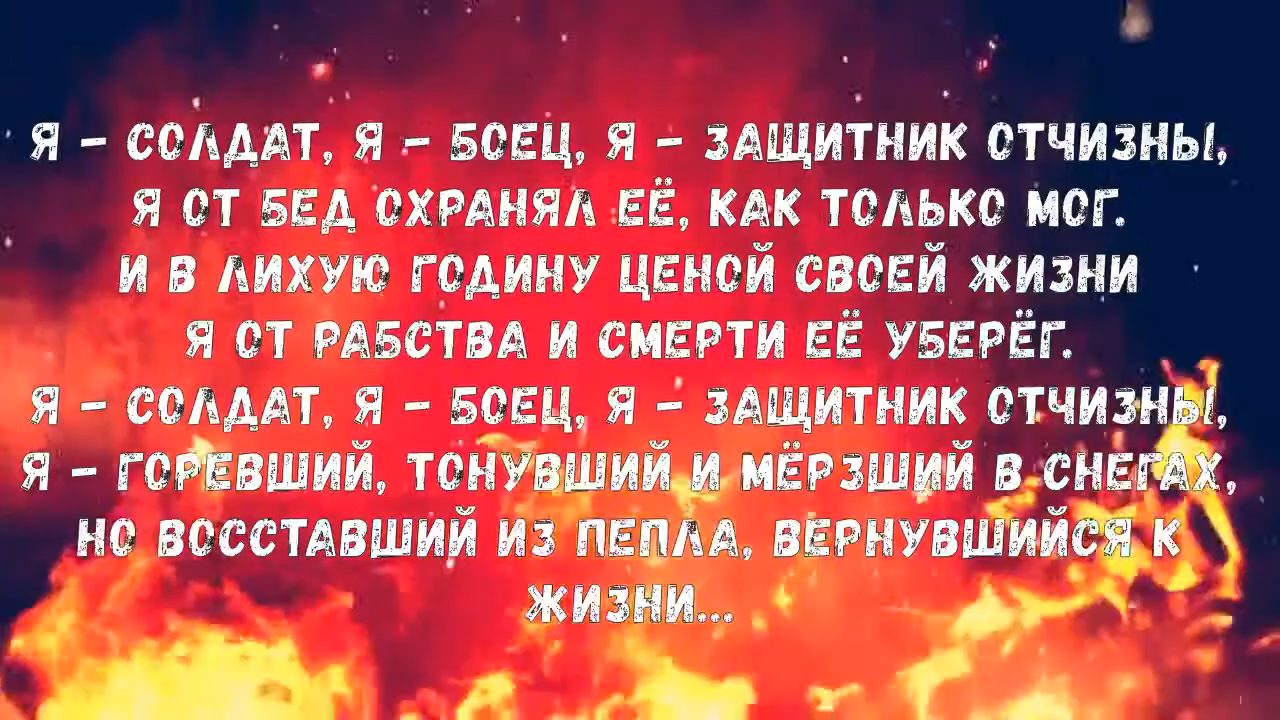 Я – СОЛДАТ, Я – БОЕЦ, Я – ЗАЩИТНИК ОТЧИЗНЫ,
Я ОТ БЕД ОХРАНЯЛ ЕЁ, КАК ТОЛЬКО МОГ.
И В ЛИХУЮ ГОДИНУ ЦЕНОЙ СВОЕЙ ЖИЗНИ
Я ОТ РАБСТВА И СМЕРТИ ЕЁ УБЕРЁГ.
Я – СОЛДАТ, Я – БОЕЦ, Я – ЗАЩИТНИК ОТЧИЗНЫ,
Я – ГОРЕВШИЙ, ТОНУВШИЙ И МЁРЗШИЙ В СНЕГАХ,
НО ВОССТАВШИЙ ИЗ ПЕПЛА, ВЕРНУВШИЙСЯ К
ЖИЗНИ...